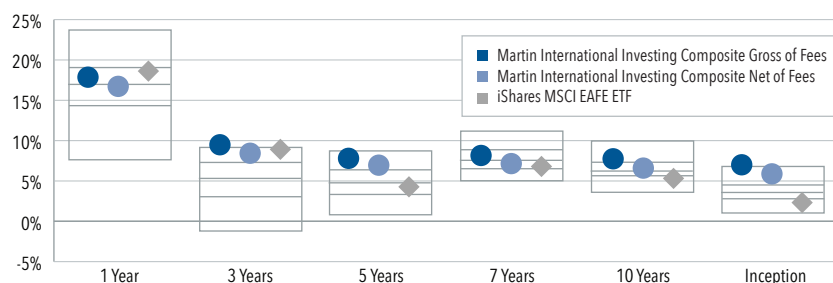 25%
20%
15%
10%
5%
0%
-5%
Martin International Investing Composite Gross of Fees
Martin International Investing Composite Net of Fees
iShares MSCI EAFE ETF
1 Year 3 Years 5 Years 7 Years 10 Years Inception